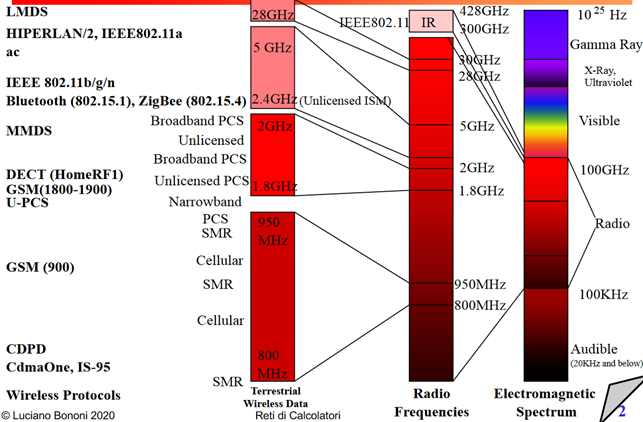 LMDS
HIPERLAN/2, IEEE802.11a
ac
IEEE 802.11b/g/n
Bluetooth (802.15.1), ZigBee (802.15.4)
MMDS
DECT (HomeRF1)
GSM(1800-1900)
U-PCS
GSM (900)
CDPD
CdmaOne, IS-95
Wireless Protocols
© Luciano Bononi 2020
Broadband PCS
Unlicensed
Broadband PCS
Unlicensed PCS
Narrowband
PCS
SMR
Cellular
SMR
Cellular
SMR
28GHz
5 GHz
2.4GHz (Unlicensed ISM)
2GHz
1.8GHz
950
MHz
800
MHz
Terrestrial
Wireless Data
Reti di Calcolatori
IEEE802.11
IR
428GHz
300GHz
30GHz
28GHz
5GHz
2GHz
1.8GHz
950MHz
800MHz
Radio
Frequencies
10 25 Hz
Gamma Ray
X-Ray,
Ultraviolet
Visible
100GHz
Radio
100KHz
Audible
(20KHz and below)
Electromagnetic
Spectrum
2